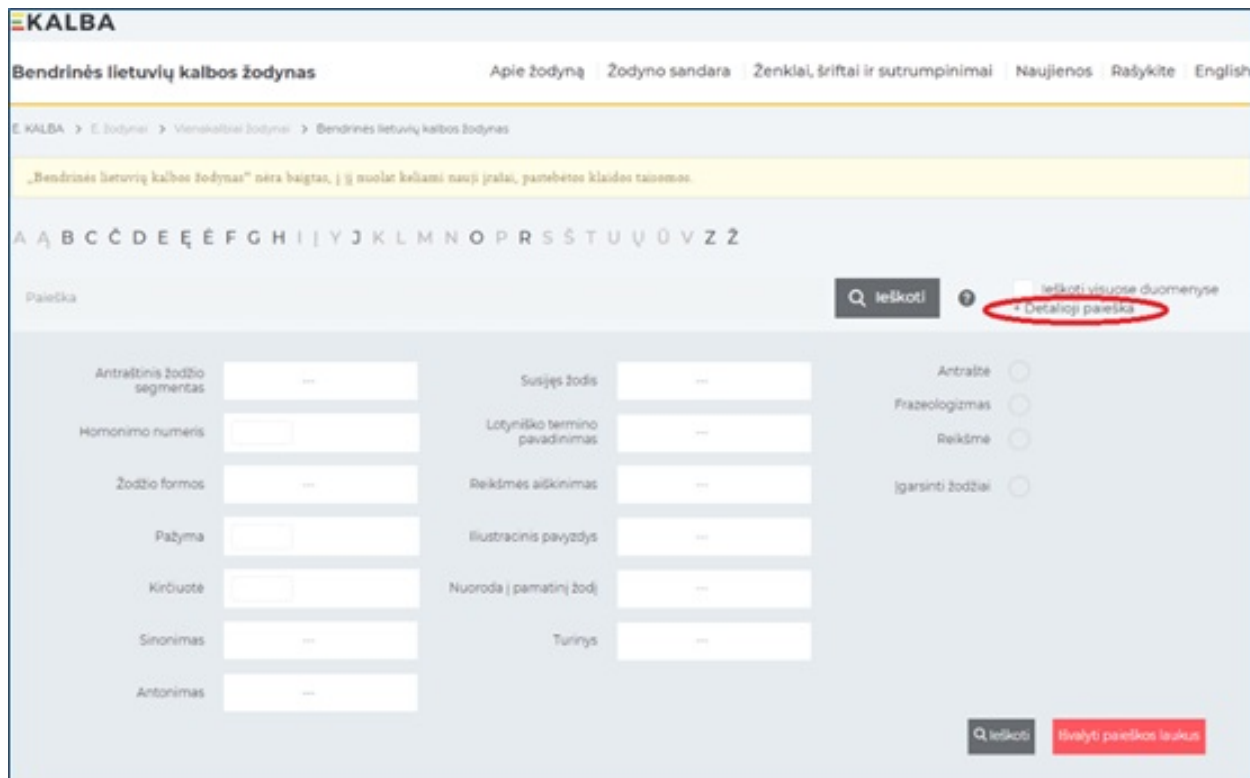 EKALBA
Bendrinės lietuvių kalbos žodynas
Apie žodyną Žodyno sandara Ženklai, šriftai ir sutrumpinimai Naujienos Rašykite English
E. KALBA > E. žodynai > Vienakalbiai žodynai > Bendrinės lietuvių kalbos žodynas
„Bendrinės lietuvių kalbos žodynas“ nėra baigtas, į jį nuolat keliami nauji įrašai, pastebėtos klaidos taisomos.
A Ą B C Č D E Ę Ė F G H I Į Y J K L M N O P R S Š T U Ų Ū V Z Ž
Paieška
Ieškoti
?
Ieškoti visuose duomenyse
+ Detalioji paieška
Antraštinis žodžio
segmentas
---
Homonimo numeris
Žodžio formos
---
Pažyma
Kirčiuotė
Sinonimas
---
Antonimas
---
Susijęs žodis
---
Lotyniško termino
pavadinimas
---
Reikšmės aiškinimas
---
Iliustracinis pavyzdys
---
Nuoroda į pamatinį žodį
---
Turinys
---
Antraštė
Frazeologizmas
Reikšmė
Įgarsinti žodžiai
Ieškoti
Išvalyti paieškos laukus